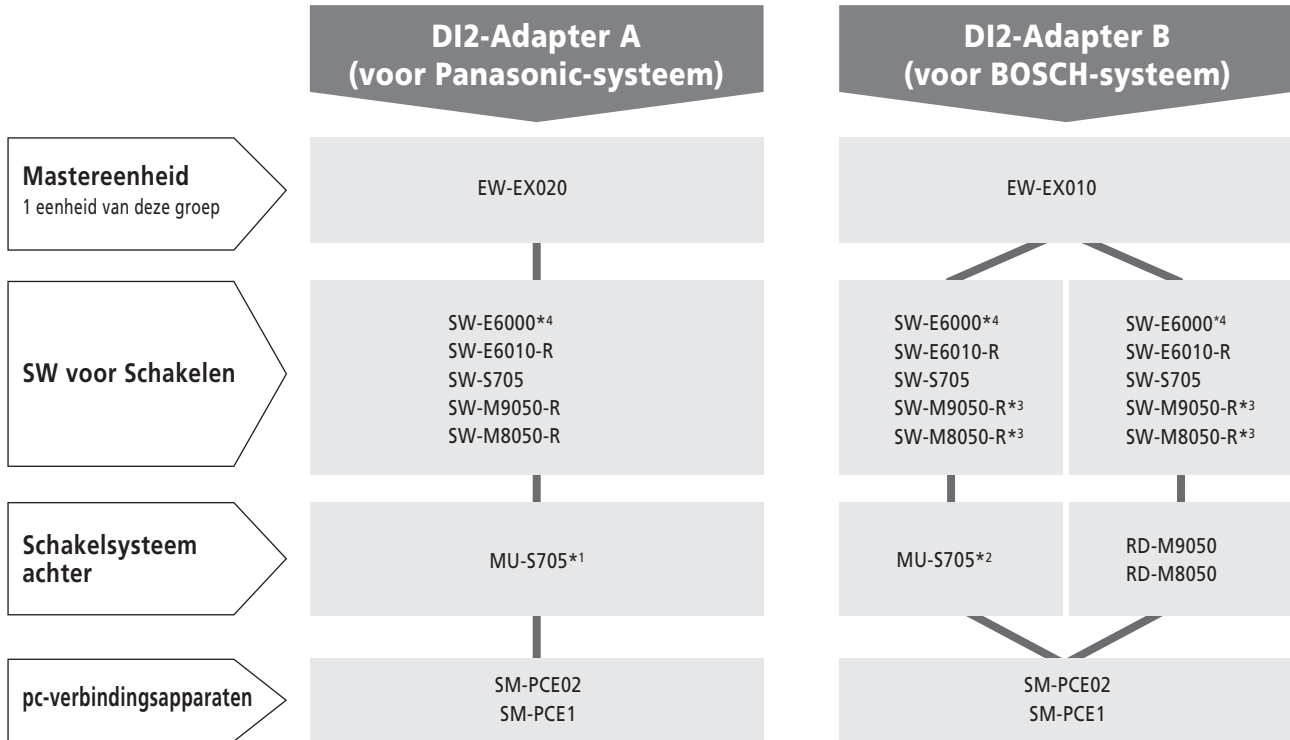 DI2-Adapter A
(voor Panasonic-systeem)
DI2-Adapter B
(voor BOSCH-systeem)
Mastereenheid
1 eenheid van deze groep
EW-EX020
EW-EX010
SW voor Schakelen
SW-E6000*4
SW-E6010-R
SW-S705
SW-M9050-R
SW-M8050-R
SW-E6000*4
SW-E6010-R
SW-S705
SW-M9050-R*3
SW-M8050-R*3
SW-E6000*4
SW-E6010-R
SW-S705
SW-M9050-R*3
SW-M8050-R*3
Schakelsysteem
achter
MU-S705*1
MU-S705*2
RD-M9050
RD-M8050
pc-verbindingsapparaten
SM-PCE02
SM-PCE1
SM-PCE02
SM-PCE1